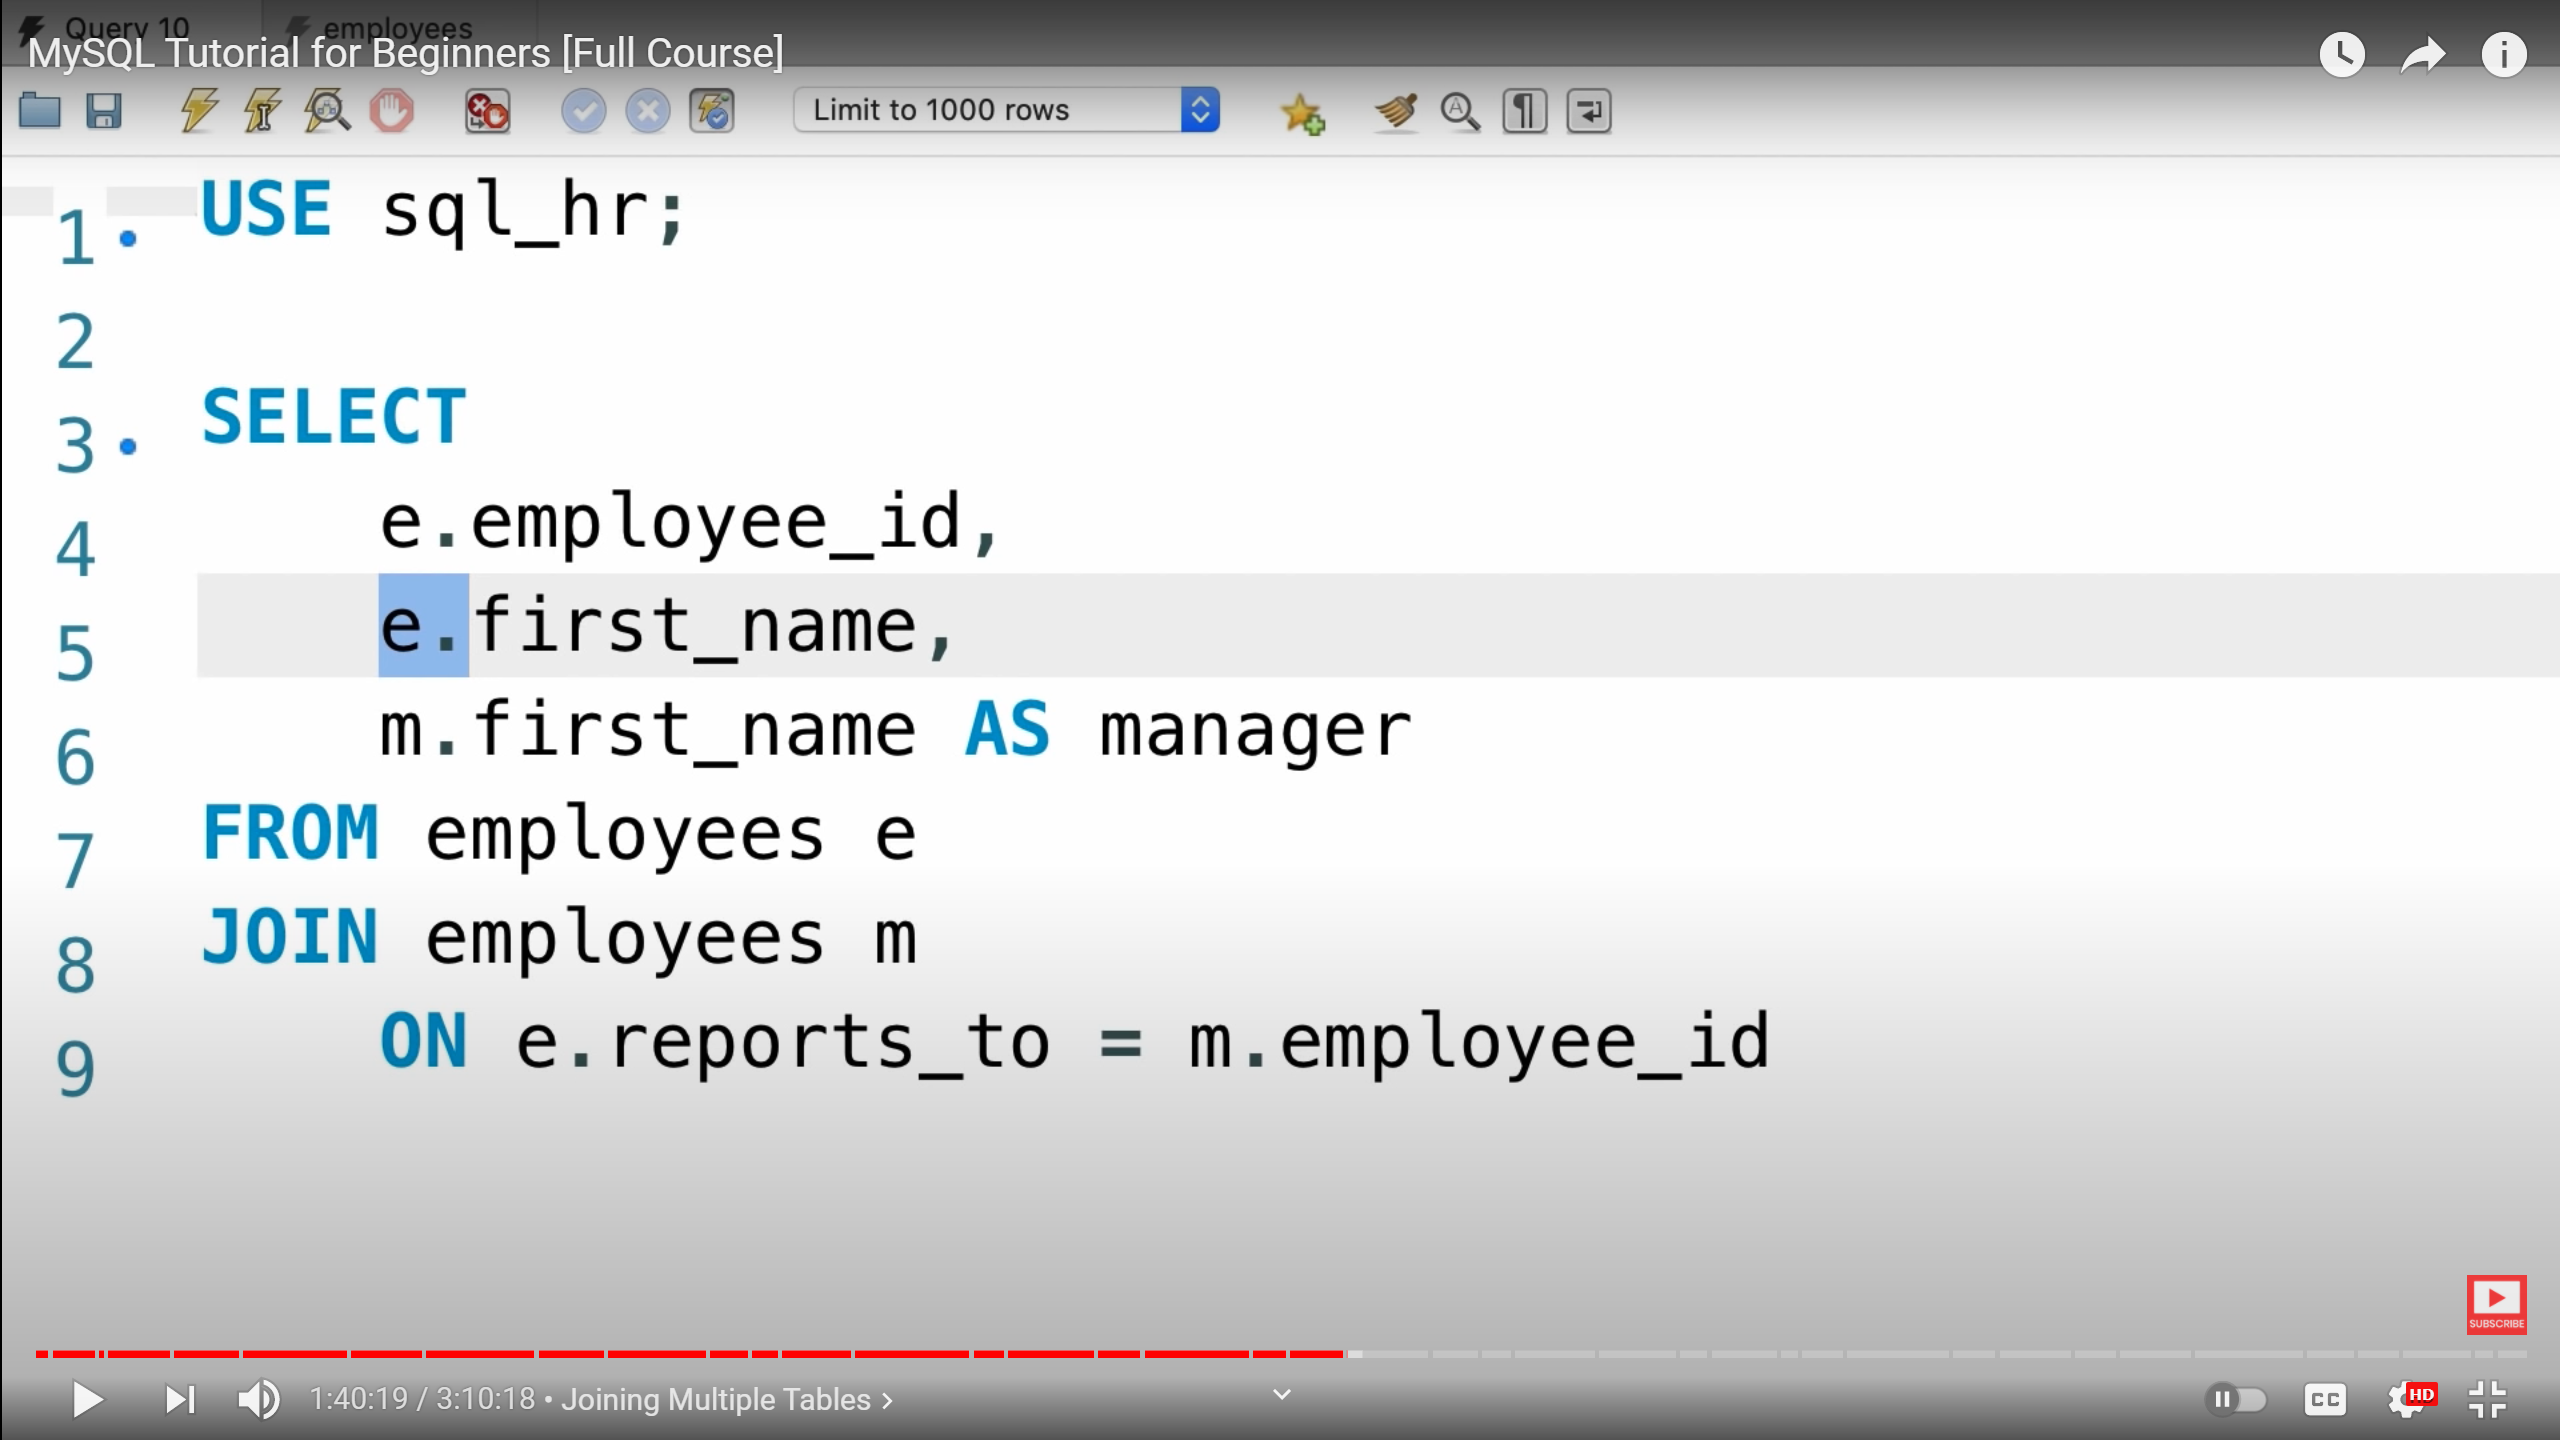 Query 10 employees
MySQL Tutorial for Beginners [Full Course]
Limit to 1000 rows
1 USE sql_hr;
2
3 SELECT
4 e.employee_id,
5 e.first_name,
6 m.first_name AS manager
7 FROM employees e
8 JOIN employees m
9 ON e.reports_to = m.employee_id
SUBSCRIBE
1:40:19 / 3:10:18 • Joining Multiple Tables >
CC HD